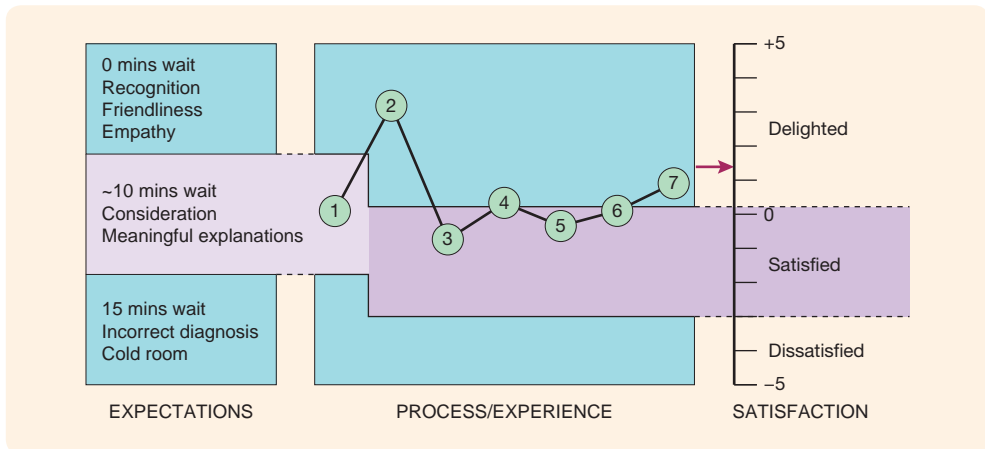 0 mins wait
Recognition
Friendliness
Empathy
~10 mins wait
Consideration
Meaningful explanations
15 mins wait
Incorrect diagnosis
Cold room
EXPECTATIONS
1
2
3
4
5
6
7
PROCESS/EXPERIENCE
+5
Delighted
0
Satisfied
Dissatisfied
−5
SATISFACTION